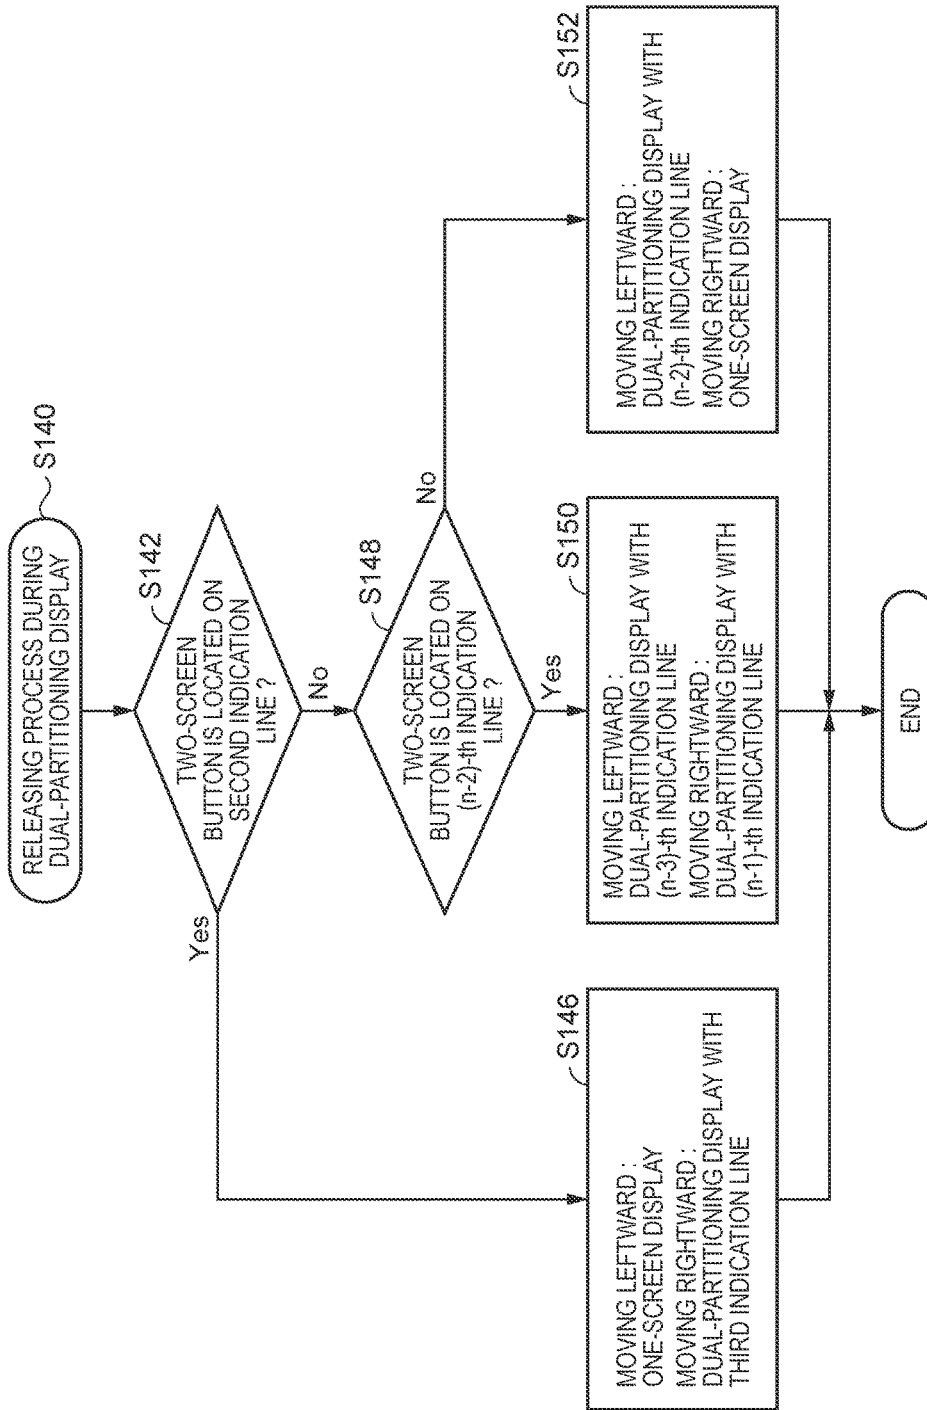 RELEASING PROCESS DURING
DUAL-PARTITIONING DISPLAY
S140
TWO-SCREEN
BUTTON IS LOCATED ON
SECOND INDICATION
LINE ?
S142
Yes
No
TWO-SCREEN
BUTTON IS LOCATED ON
(n-2)-th INDICATION
LINE ?
S148
No
Yes
MOVING LEFTWARD :
ONE-SCREEN DISPLAY
MOVING RIGHTWARD :
DUAL-PARTITIONING DISPLAY WITH
THIRD INDICATION LINE
S146
MOVING LEFTWARD :
DUAL-PARTITIONING DISPLAY WITH
(n-3)-th INDICATION LINE
MOVING RIGHTWARD :
DUAL-PARTITIONING DISPLAY WITH
(n-1)-th INDICATION LINE
S150
MOVING LEFTWARD :
DUAL-PARTITIONING DISPLAY WITH
(n-2)-th INDICATION LINE
MOVING RIGHTWARD :
ONE-SCREEN DISPLAY
S152
END